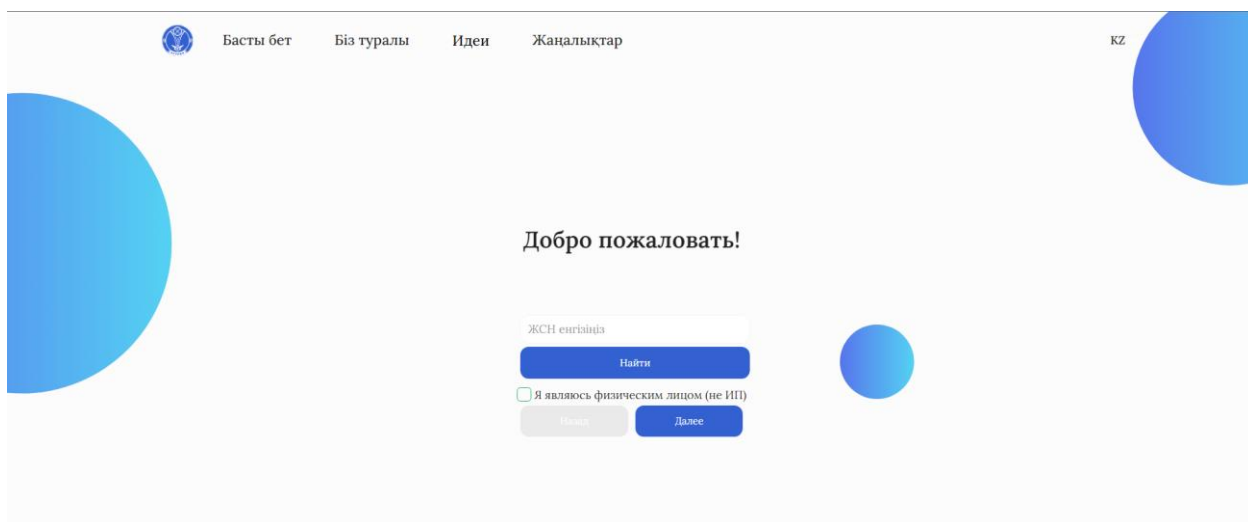 Басты бет Біз туралы Идеи Жаңалықтар KZ
Добро пожаловать!
ЖСН енгізіңіз
Найти
Я являюсь физическим лицом (не ИП)
Назад Далее